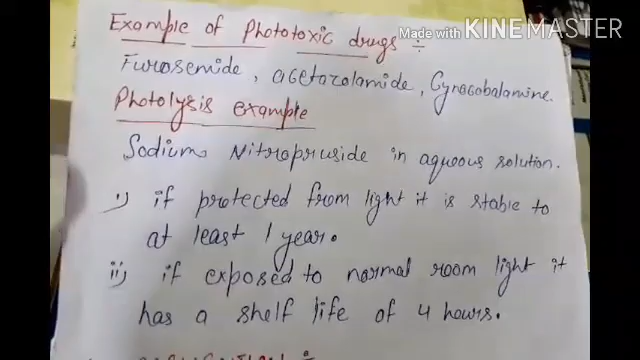 Example of Phototoxic drugs ÷
Made with KINEMASTER
Furosemide, acetazolamide, Cynocobalamine.
Photolysis example
Sodium Nitropruside in aqueous solution.
i) if protected from light it is stable to
at least 1 year.
ii) if exposed to normal room light it
has a shelf life of 4 hours.